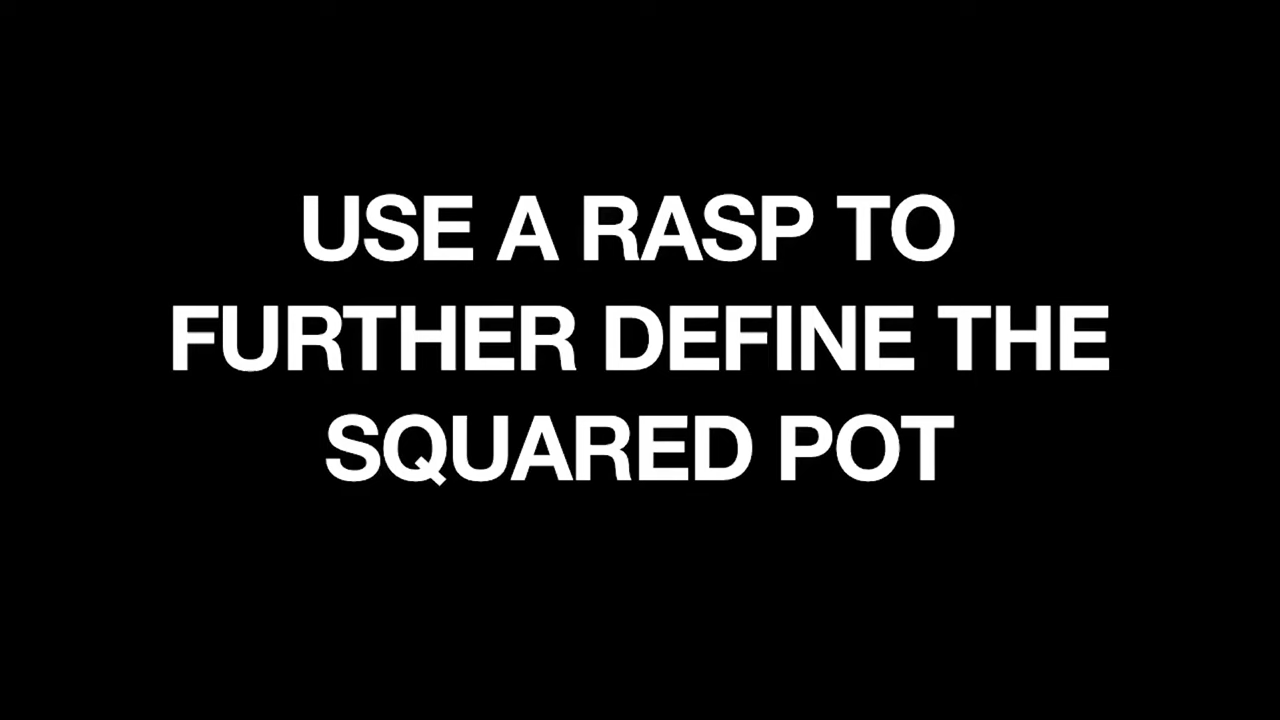 USE A RASP TO
FURTHER DEFINE THE
SQUARED POT